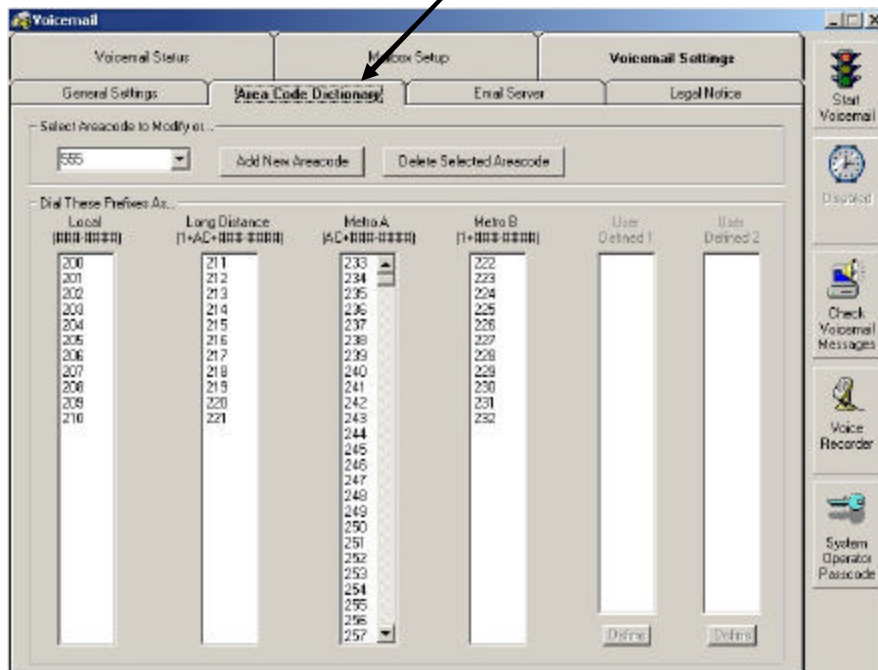 Voicemail
Voicemail Status
Mailbox Setup
Voicemail Settings
General Settings
Area Code Dictionary
Email Server
Legal Notice
Select Areacode to Modify or...
555
Add New Areacode
Delete Selected Areacode
Dial These Prefixes As...
Local
(###-####)
Long Distance
(1+AC+###-####)
Metro A
(AC+###-####)
Metro B
(1+###-####)
User
Defined 1
User
Defined 2
200
201
202
203
204
205
206
207
208
209
210
211
212
213
214
215
216
217
218
219
220
221
233
234
235
236
237
238
239
240
241
242
243
244
245
246
247
248
249
250
251
252
253
254
255
256
257
222
223
224
225
226
227
228
229
230
231
232
Define
Define
Start
Voicemail
Disabled
Check
Voicemail
Messages
Voice
Recorder
System
Operator
Passcode